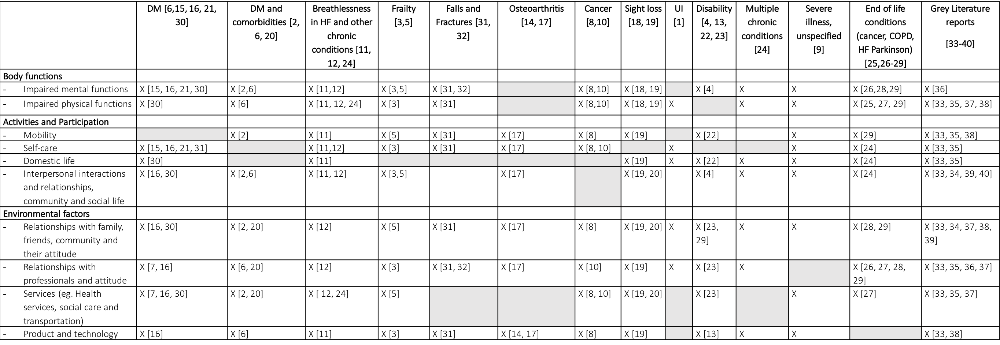 DM [6,15, 16, 21,
30]
DM and
comorbidities [2,
6, 20]
Breathlessness
in HF and other
chronic
conditions [11,
12, 24]
Frailty
[3,5]
Falls and
Fractures [31,
32]
Osteoarthritis
[14, 17]
Cancer
[8,10]
Sight loss
[18, 19]
UI
[1]
Disability
[4, 13,
22, 23]
Multiple
chronic
conditions
[24]
Severe
illness,
unspecified
[9]
End of life
conditions
(cancer, COPD,
HF Parkinson)
[25,26-29]
Grey Literature
reports
[33-40]
Body functions
- Impaired mental functions X [15, 16, 21, 30] X [2,6] X [11,12] X [3,5] X [31, 32] X [8,10] X [18, 19] X [4] X X X [26,28,29] X [36]
- Impaired physical functions X [30] X [6] X [11, 12, 24] X [3] X [31] X [8,10] X [18, 19] X X X X [25, 27, 29] X [33, 35, 37, 38]
Activities and Participation
- Mobility X [2] X [11] X [5] X [31] X [17] X [8] X [19] X [22] X X [29] X [33, 35, 38]
- Self-care X [15, 16, 21, 31] X [11,12] X [3] X [31] X [17] X [8, 10] X X X [24] X [33, 35]
- Domestic life X [30] X [11] X [19] X X [22] X X X [24] X [33, 35]
- Interpersonal interactions X [16, 30] X [2,6] X [11, 12] X [3,5] X [17] X [19, 20] X [4] X X X [24] X [33, 34, 39, 40]
and relationships,
community and social life
Environmental factors
- Relationships with family, X [16, 30] X [2, 20] X [12] X [5] X [31] X [17] X [8] X [19, 20] X X [23, X X X [28, 29] X [33, 34, 37, 38,
friends, community and 29] 39]
their attitude
- Relationships with X [7, 16] X [6, 20] X [12] X [3] X [31, 32] X [17] X [10] X [19] X X [23] X X [26, 27, 28, X [33, 35, 36, 37]
professionals and attitude 29]
- Services (eg. Health X [7, 16, 30] X [2, 20] X [ 12, 24] X [5] X [8, 10] X [19, 20] X [23] X X [27] X [33, 35, 37]
services, social care and
transportation)
- Product and technology X [16] X [6] X [11] X [3] X [31] X [14, 17] X [8] X [19] X [13] X X X [33, 38]